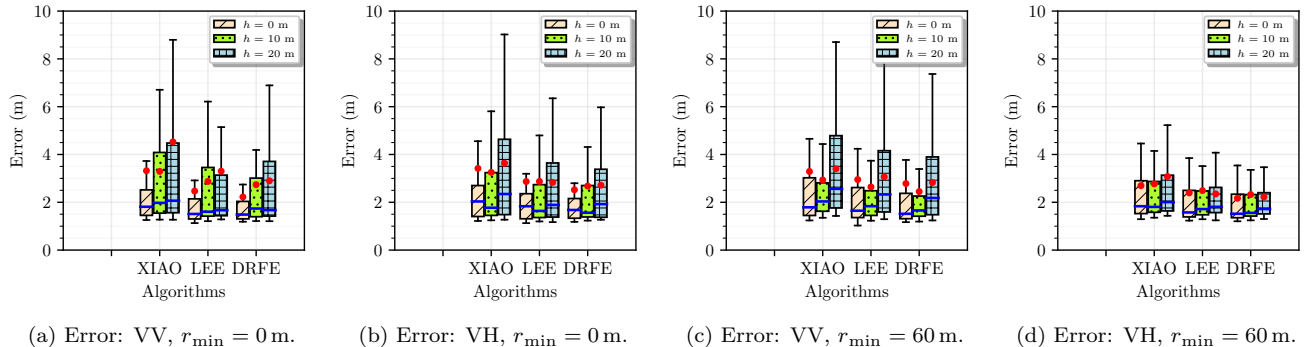 10
8
6
4
2
0
Error (m)
h = 0 m
h = 10 m
h = 20 m
XIAO LEE DRFE
Algorithms
(a) Error: VV, r_min = 0 m.
10
8
6
4
2
0
Error (m)
h = 0 m
h = 10 m
h = 20 m
XIAO LEE DRFE
Algorithms
(b) Error: VH, r_min = 0 m.
10
8
6
4
2
0
Error (m)
h = 0 m
h = 10 m
h = 20 m
XIAO LEE DRFE
Algorithms
(c) Error: VV, r_min = 60 m.
10
8
6
4
2
0
Error (m)
h = 0 m
h = 10 m
h = 20 m
XIAO LEE DRFE
Algorithms
(d) Error: VH, r_min = 60 m.